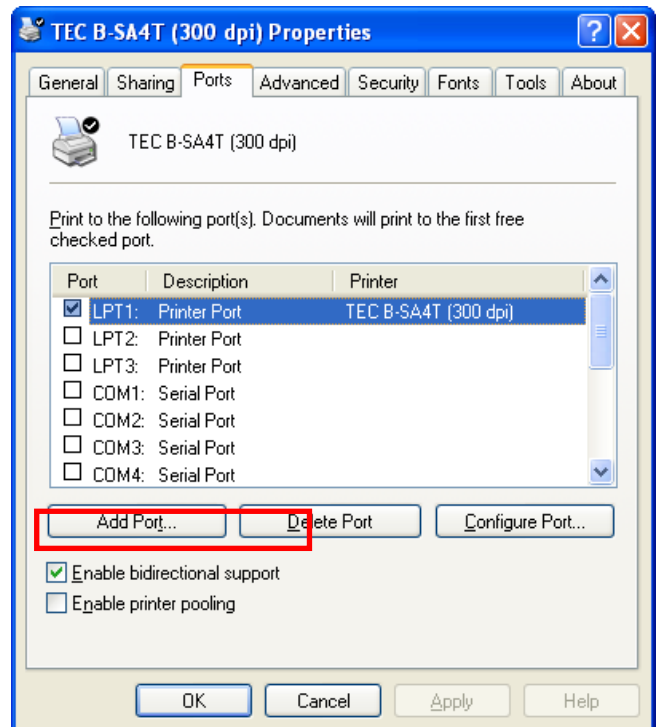 TEC B-SA4T (300 dpi) Properties
General Sharing Ports Advanced Security Fonts Tools About
TEC B-SA4T (300 dpi)
Print to the following port(s). Documents will print to the first free
checked port.
Port Description Printer
LPT1: Printer Port TEC B-SA4T (300 dpi)
LPT2: Printer Port
LPT3: Printer Port
COM1: Serial Port
COM2: Serial Port
COM3: Serial Port
COM4: Serial Port
Add Port... Delete Port Configure Port...
Enable bidirectional support
Enable printer pooling
OK Cancel Apply Help